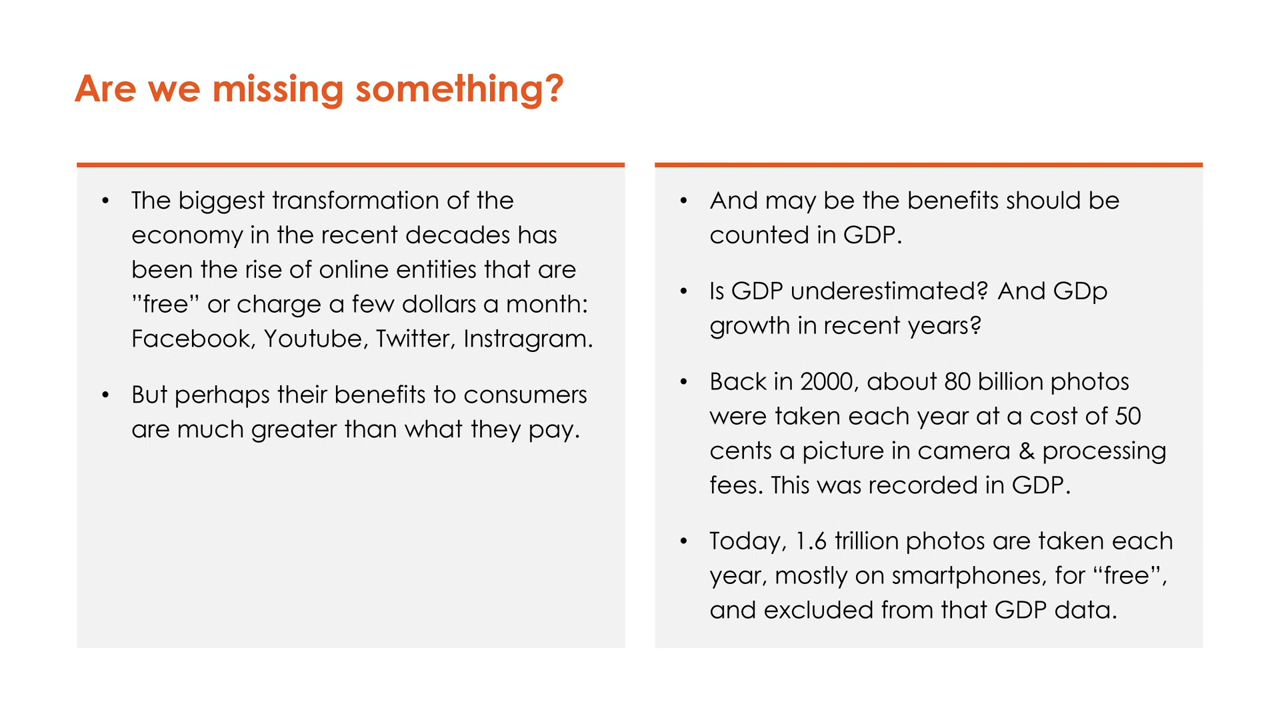 Are we missing something?
• The biggest transformation of the
economy in the recent decades has
been the rise of online entities that are
”free” or charge a few dollars a month:
Facebook, Youtube, Twitter, Instragram.
• But perhaps their benefits to consumers
are much greater than what they pay.
• And may be the benefits should be
counted in GDP.
• Is GDP underestimated? And GDp
growth in recent years?
• Back in 2000, about 80 billion photos
were taken each year at a cost of 50
cents a picture in camera & processing
fees. This was recorded in GDP.
• Today, 1.6 trillion photos are taken each
year, mostly on smartphones, for “free”,
and excluded from that GDP data.